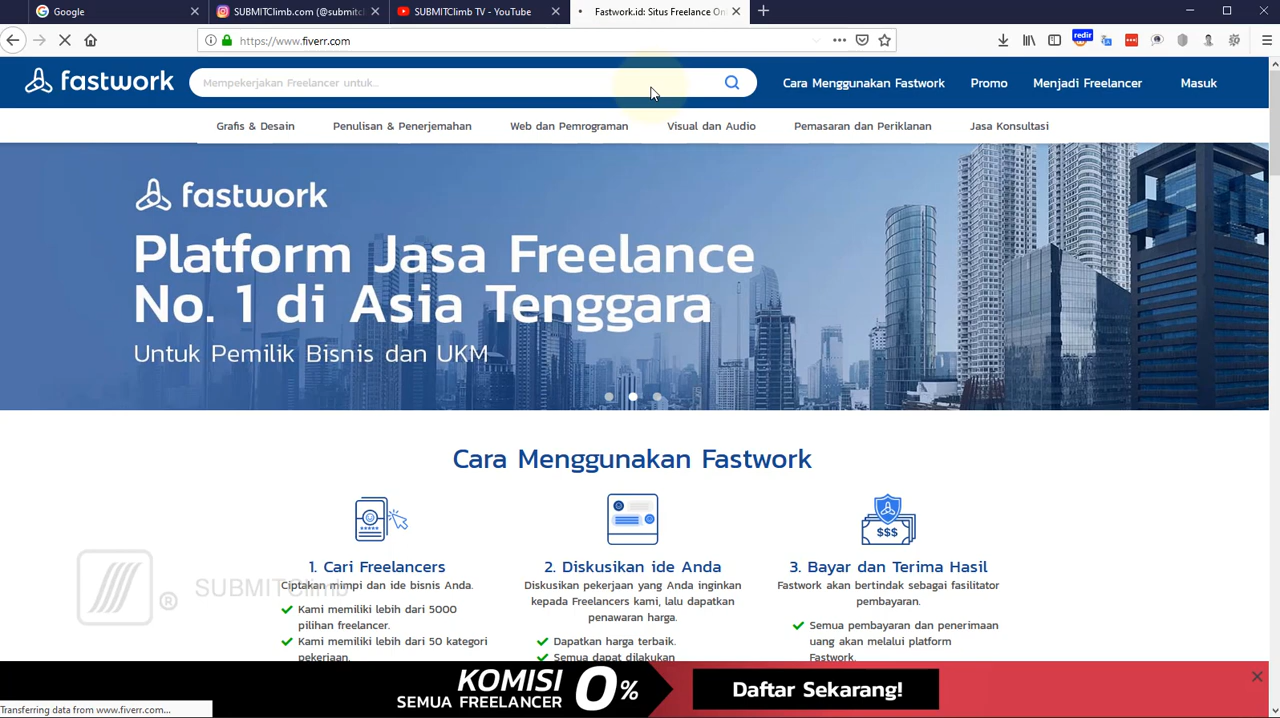 Google
SUBMITClimb.com (@submitcl
SUBMITClimb TV - YouTube
Fastwork.id: Situs Freelance On
https://www.fiverr.com
redir
fastwork
Mempekerjakan Freelancer untuk...
Cara Menggunakan Fastwork
Promo
Menjadi Freelancer
Masuk
Grafis & Desain
Penulisan & Penerjemahan
Web dan Pemrograman
Visual dan Audio
Pemasaran dan Periklanan
Jasa Konsultasi
fastwork
Platform Jasa Freelance
No. 1 di Asia Tenggara
Untuk Pemilik Bisnis dan UKM
Cara Menggunakan Fastwork
1. Cari Freelancers
Ciptakan mimpi dan ide bisnis Anda.
Kami memiliki lebih dari 5000
pilihan freelancer.
Kami memiliki lebih dari 50 kategori
pekerjaan.
2. Diskusikan ide Anda
Diskusikan pekerjaan yang Anda inginkan
kepada Freelancers kami, lalu dapatkan
penawaran harga.
Dapatkan harga terbaik.
Semua dapat dilakukan
$$$
3. Bayar dan Terima Hasil
Fastwork akan bertindak sebagai fasilitator
pembayaran.
Semua pembayaran dan penerimaan
uang akan melalui platform
Fastwork.
® SUBMITClimb
KOMISI
SEMUA FREELANCER
0%
Daftar Sekarang!
Transferring data from www.fiverr.com...